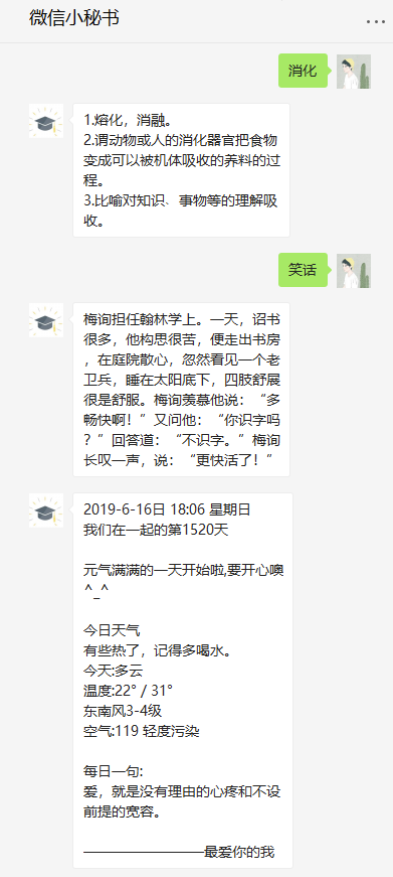 微信小秘书
消化
1.熔化，消融。
2.谓动物或人的消化器官把食物
变成可以被机体吸收的养料的过
程。
3.比喻对知识、事物等的理解吸
收。
笑话
梅询担任翰林学上。一天，诏书
很多，他构思很苦，便走出书房
，在庭院散心，忽然看见一个老
卫兵，睡在太阳底下，四肢舒展
很是舒服。梅询羡慕他说：“多
畅快啊！”又问他：“你识字吗
？”回答道：“不识字。”梅询
长叹一声，说：“更快活了！”
2019-6-16日 18:06 星期日
我们在一起的第1520天
元气满满的一天开始啦,要开心噢
^_^
今日天气
有些热了，记得多喝水。
今天:多云
温度:22° / 31°
东南风3-4级
空气:119 轻度污染
每日一句:
爱，就是没有理由的心疼和不设
前提的宽容。
————————最爱你的我